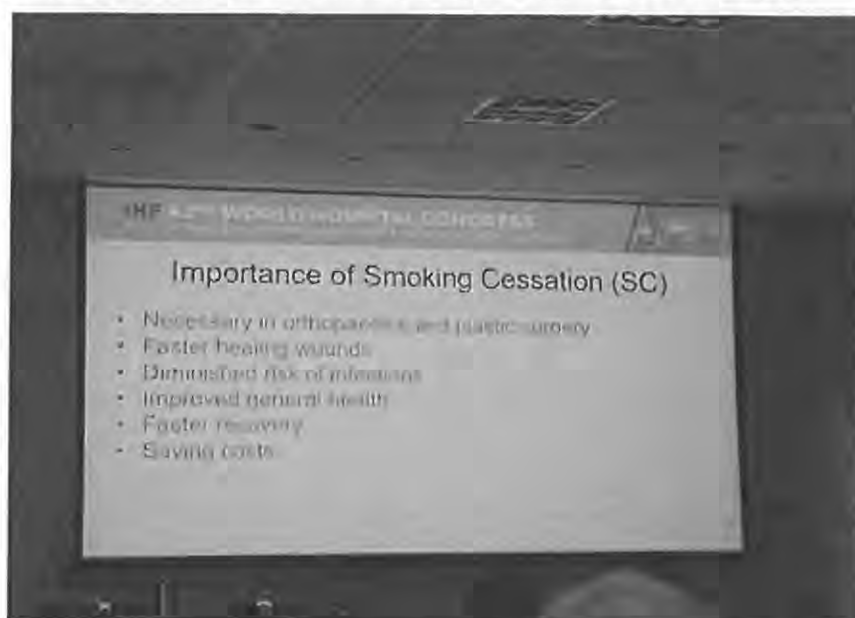 IHF 42nd WORLD HOSPITAL CONGRESS
Importance of Smoking Cessation (SC)
• Necessary in orthopaedics and plastic surgery
• Faster healing wounds
• Diminished risk of infections
• Improved general health
• Faster recovery
• Saving costs